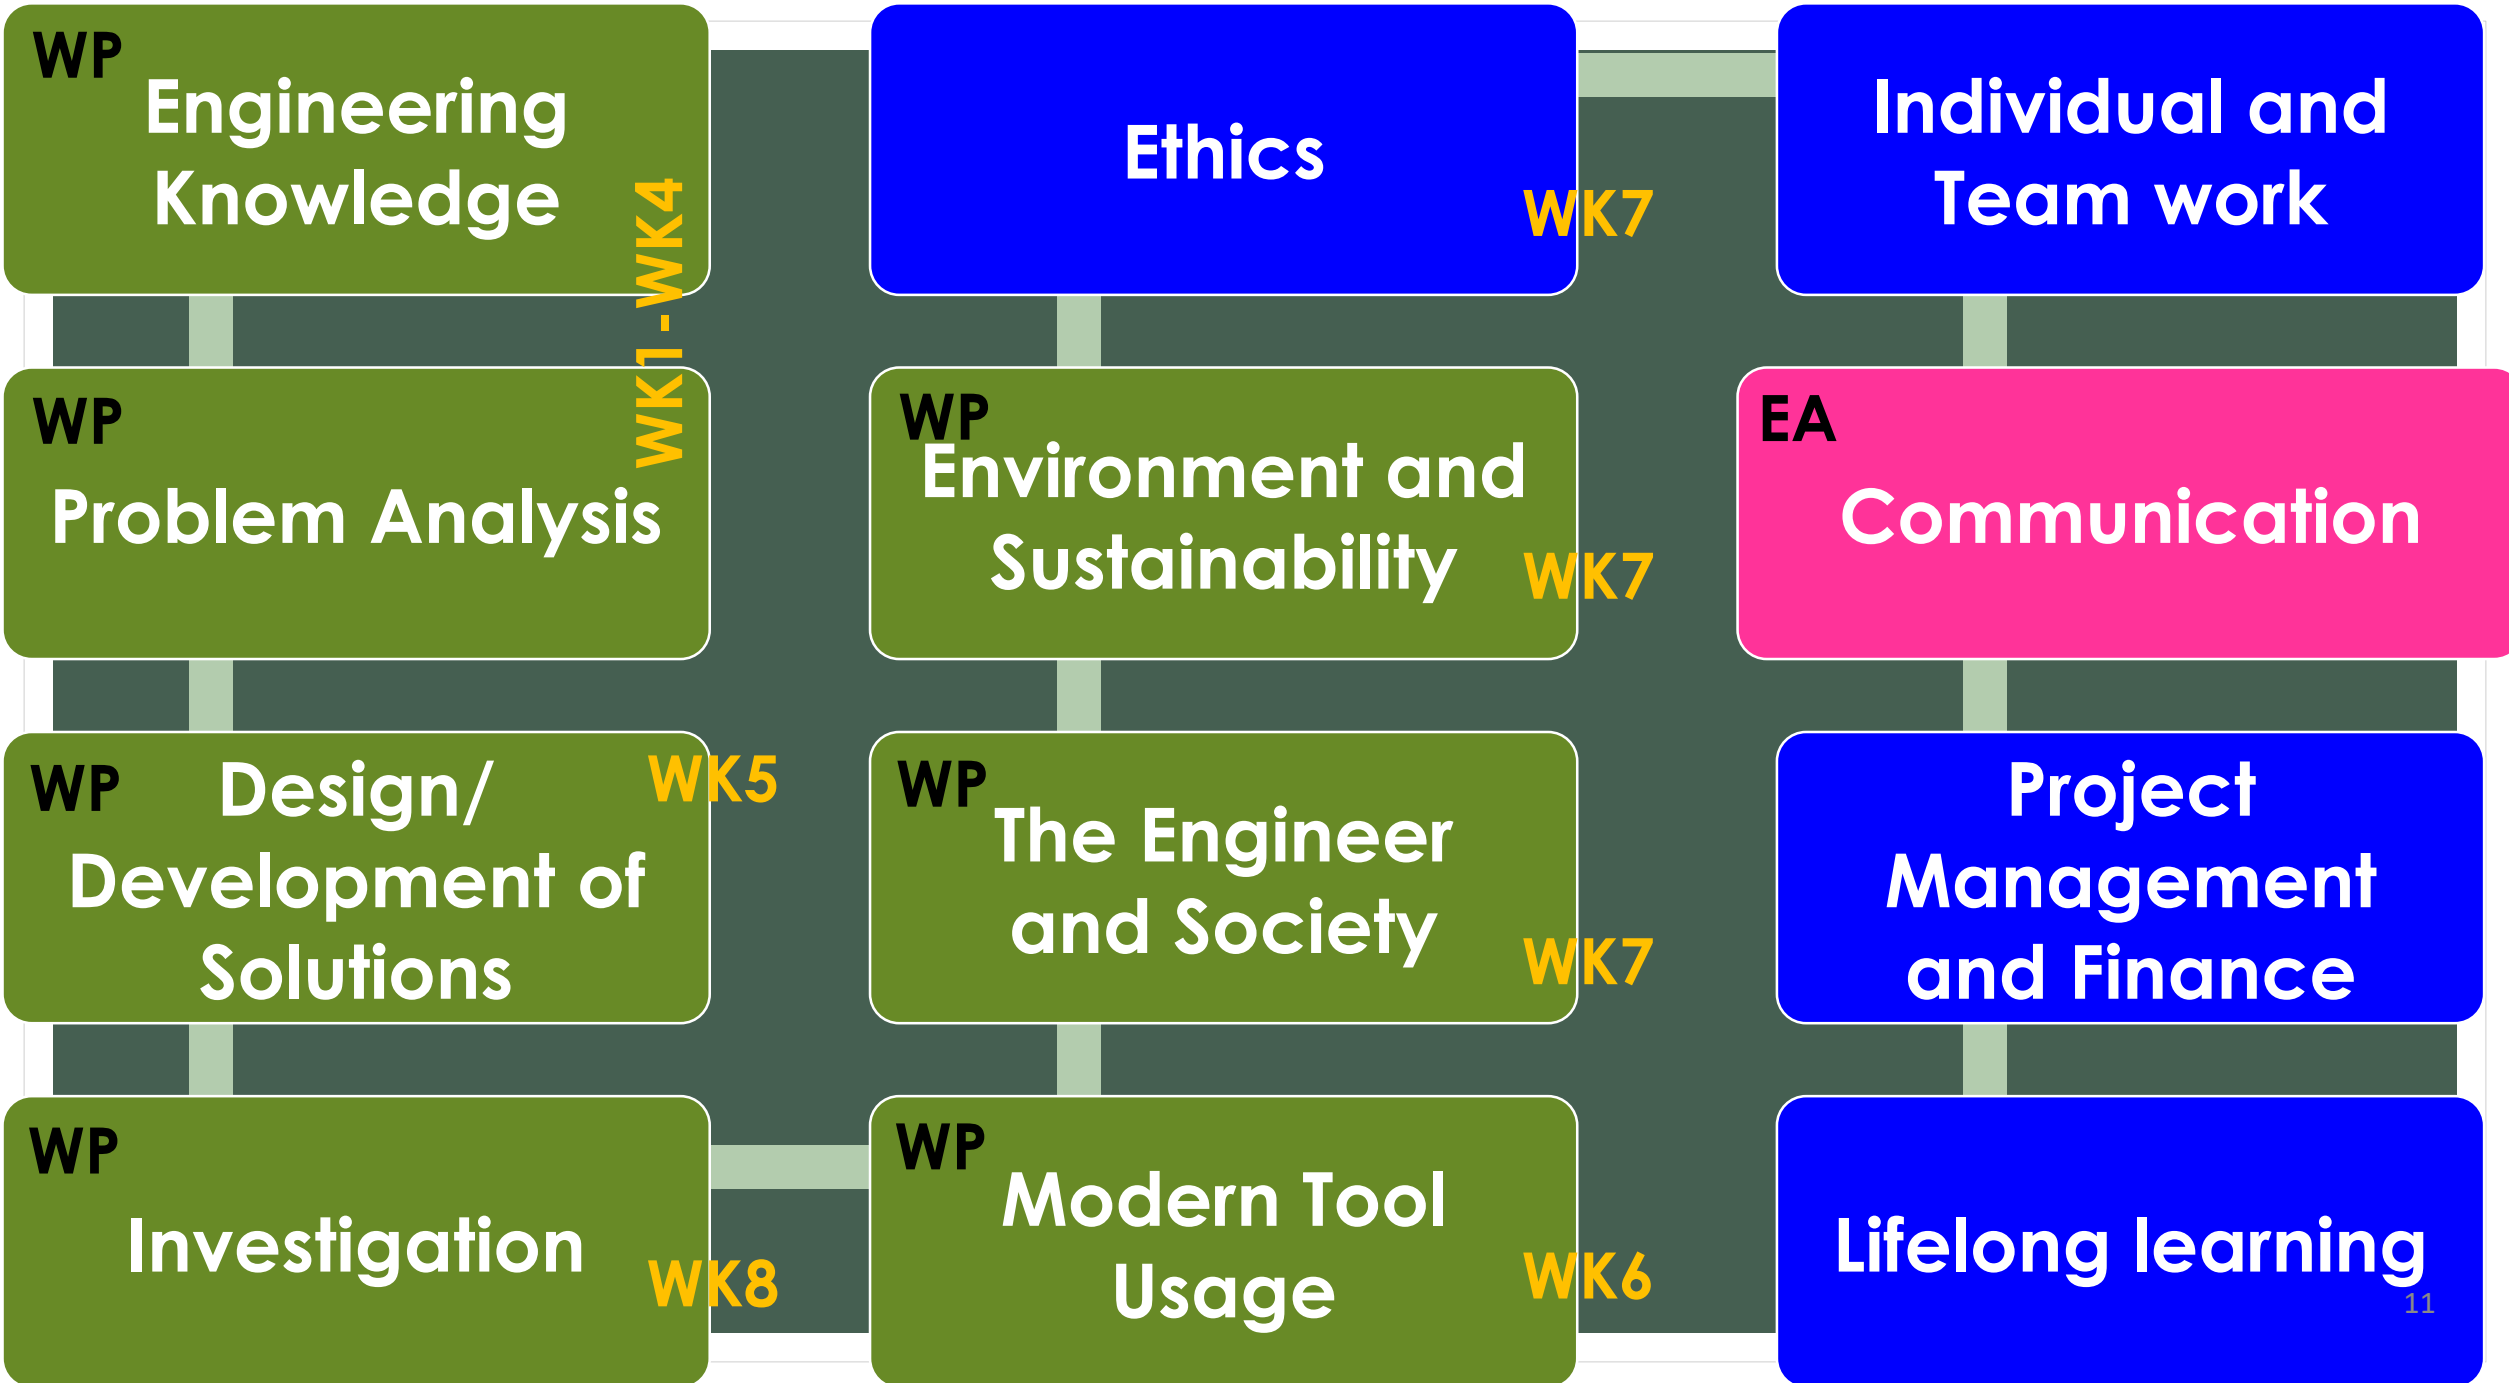 WP
Engineering
Knowledge
WK1 - WK4
WP
Problem Analysis
WP
Design/
Development of
Solutions
WK5
WP
Investigation
WK8
WP
Modern Tool
Usage
WK6
WP
The Engineer
and Society
WK7
WP
Environment and
Sustainability
WK7
Ethics
WK7
Individual and
Team work
EA
Communication
Project
Management
and Finance
Lifelong learning
11